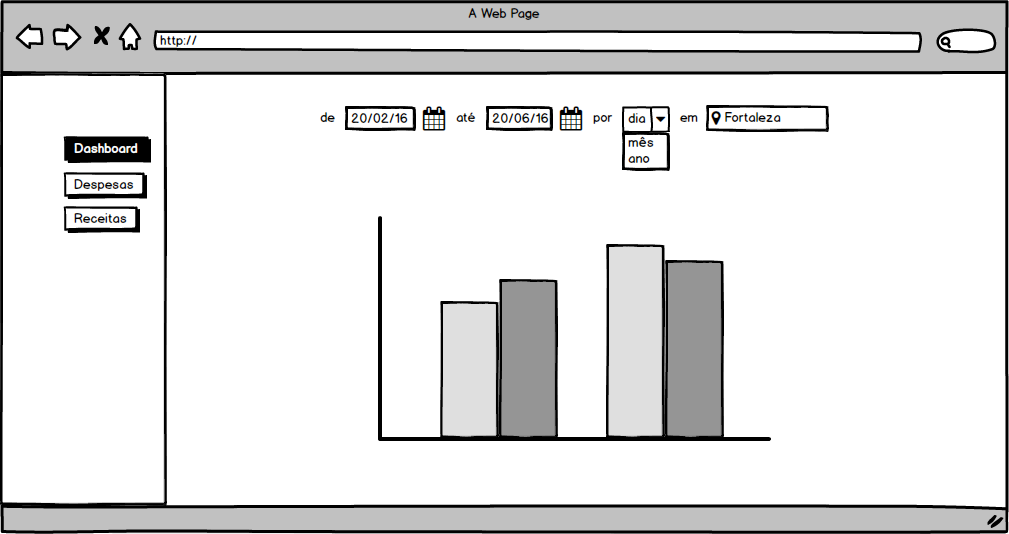 A Web Page
http://
de 20/02/16 até 20/06/16 por dia em Fortaleza
mês
ano
Dashboard
Despesas
Receitas